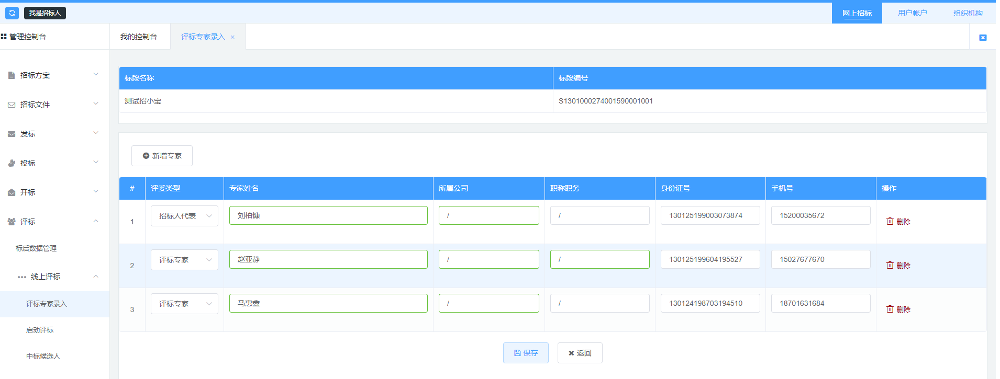 我是招标人
网上招标 用户帐户 组织机构
管理控制台 我的控制台 评标专家录入 ×
招标方案
招标文件
发标
投标
开标
评标
标后数据管理
线上评标
评标专家录入
启动评标
中标候选人
标段名称 标段编号
测试招小宝 S1301000274001590001001
新增专家
# 评委类型 专家姓名 所属公司 职称职务 身份证号 手机号 操作
1 招标人代表 刘柏慷 / / 130125199003073874 15200035672 删除
2 评标专家 赵亚静 / / 130125199604195527 15027677670 删除
3 评标专家 马惠鑫 / / 130124198703194510 18701631684 删除
保存 返回